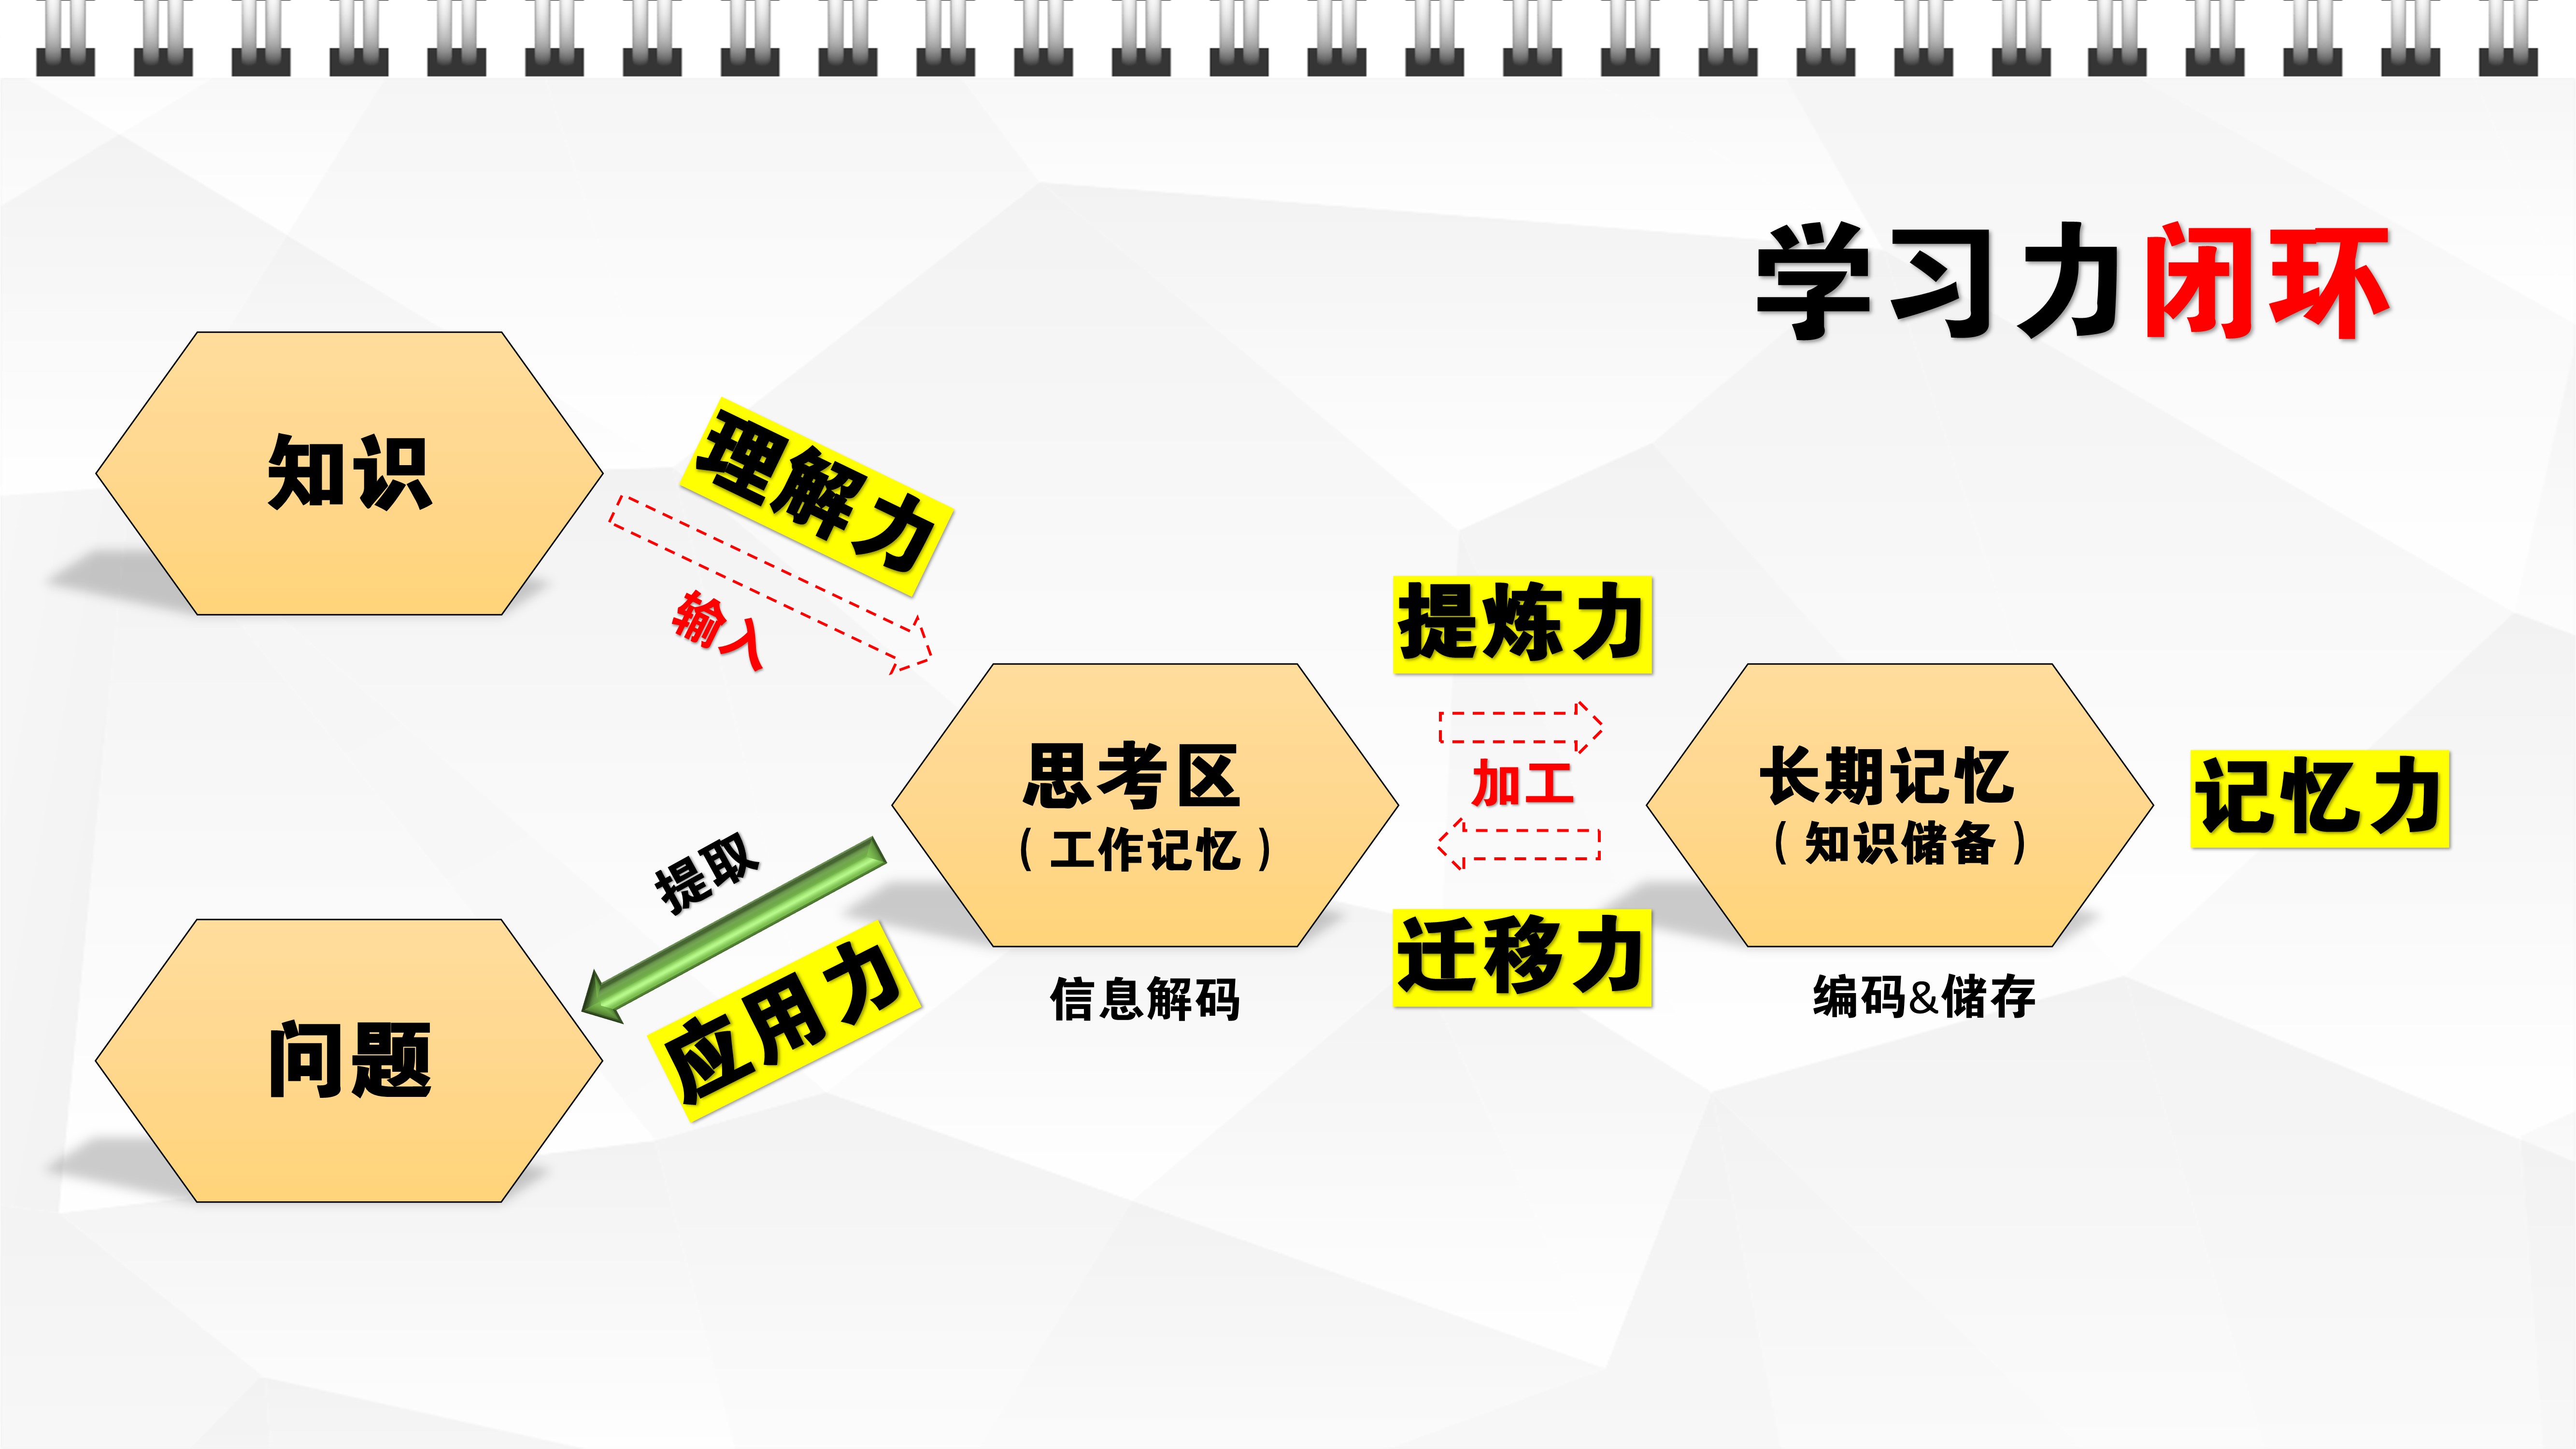 学习力闭环
知识
理解力
输入
提炼力
思考区
（工作记忆）
加工
长期记忆
（知识储备）
记忆力
提取
应用力
迁移力
信息解码
编码&储存
问题